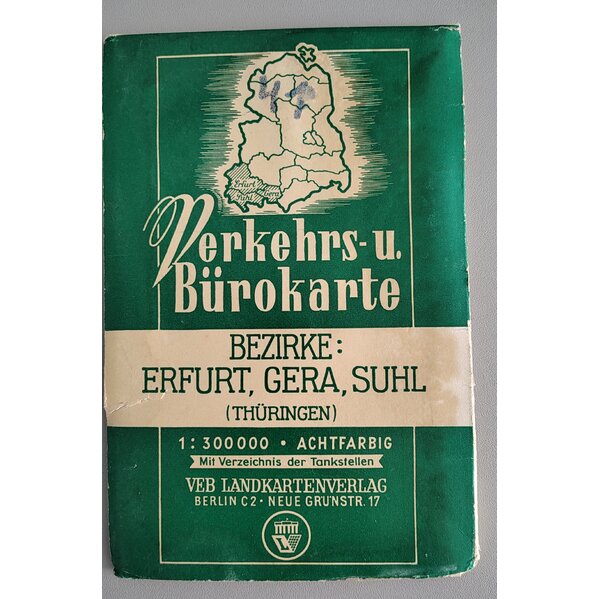 Erfurt
Suhl
Gera
Verkehrs- u.
Bürokarte
BEZIRKE:
ERFURT, GERA, SUHL
(THÜRINGEN)
1:300000 • ACHTFARBIG
Mit Verzeichnis der Tankstellen
VEB LANDKARTENVERLAG
BERLIN C2 • NEUE GRÜNSTR. 17